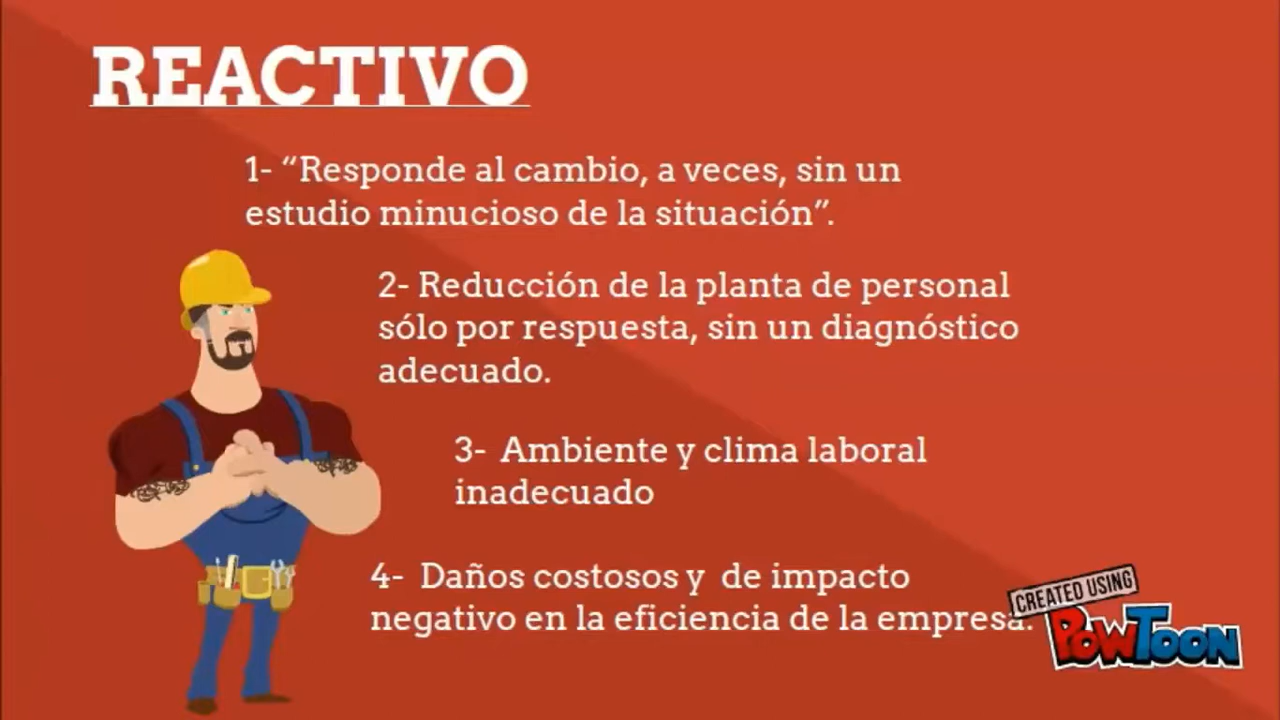 REACTIVO
1- “Responde al cambio, a veces, sin un
estudio minucioso de la situación”.
2- Reducción de la planta de personal
sólo por respuesta, sin un diagnóstico
adecuado.
3-  Ambiente y clima laboral
inadecuado
4-  Daños costosos y  de impacto
negativo en la eficiencia de la empresa.
CREATED USING
PowToon